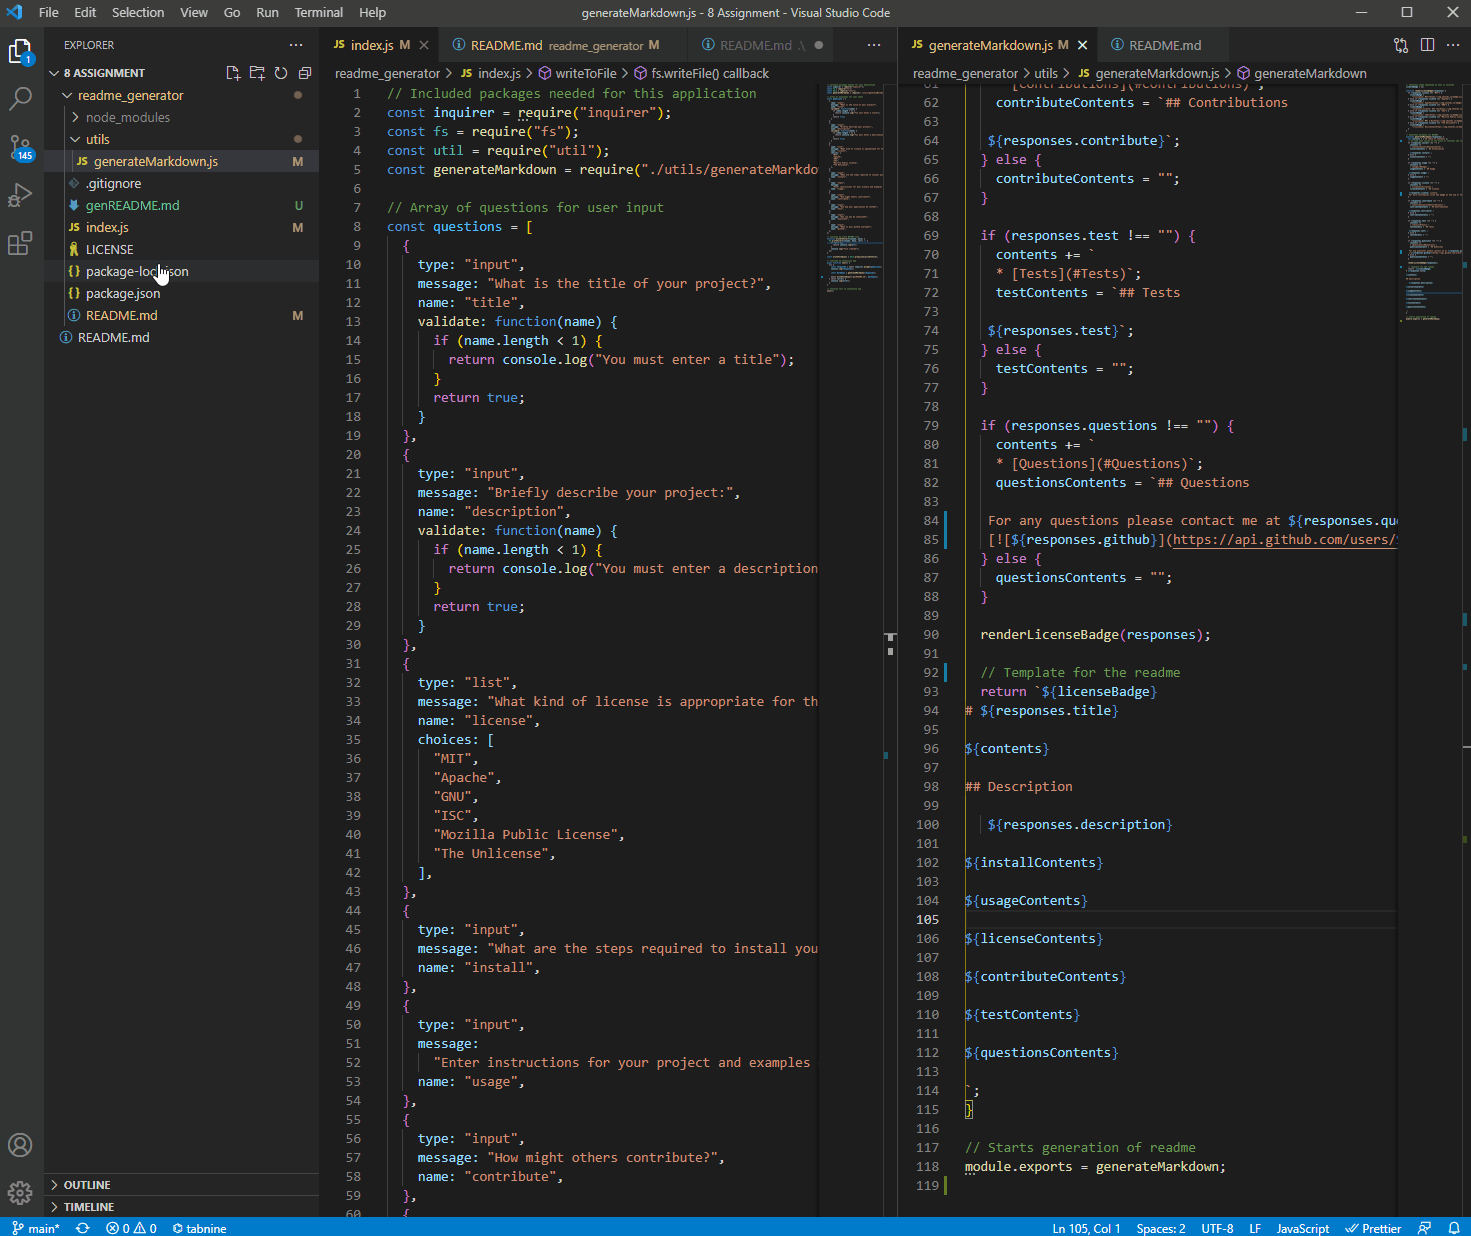 File Edit Selection View Go Run Terminal Help
generateMarkdown.js - 8 Assignment - Visual Studio Code
EXPLORER
8 ASSIGNMENT
readme_generator
node_modules
utils
JS generateMarkdown.js M
.gitignore
genREADME.md U
JS index.js M
LICENSE
{} package-lock.json
{} package.json
README.md M
README.md
OUTLINE
TIMELINE
1
145
JS index.js M
README.md readme_generator M
README.md .\
readme_generator > JS index.js > writeToFile > fs.writeFile() callback
1 // Included packages needed for this application
2 const inquirer = require("inquirer");
3 const fs = require("fs");
4 const util = require("util");
5 const generateMarkdown = require("./utils/generateMarkdo
6
7 // Array of questions for user input
8 const questions = [
9 {
10 type: "input",
11 message: "What is the title of your project?",
12 name: "title",
13 validate: function(name) {
14 if (name.length < 1) {
15 return console.log("You must enter a title");
16 }
17 return true;
18 }
19 },
20 {
21 type: "input",
22 message: "Briefly describe your project:",
23 name: "description",
24 validate: function(name) {
25 if (name.length < 1) {
26 return console.log("You must enter a description
27 }
28 return true;
29 }
30 },
31 {
32 type: "list",
33 message: "What kind of license is appropriate for th
34 name: "license",
35 choices: [
36 "MIT",
37 "Apache",
38 "GNU",
39 "ISC",
40 "Mozilla Public License",
41 "The Unlicense",
42 ],
43 },
44 {
45 type: "input",
46 message: "What are the steps required to install you
47 name: "install",
48 },
49 {
50 type: "input",
51 message:
52 "Enter instructions for your project and examples
53 name: "usage",
54 },
55 {
56 type: "input",
57 message: "How might others contribute?",
58 name: "contribute",
59 },
60 {
JS generateMarkdown.js M
README.md
readme_generator > utils > JS generateMarkdown.js > generateMarkdown
61 * [Contributions](#Contributions)`;
62 contributeContents = `## Contributions
63
64 ${responses.contribute}`;
65 } else {
66 contributeContents = "";
67 }
68
69 if (responses.test !== "") {
70 contents += `
71 * [Tests](#Tests)`;
72 testContents = `## Tests
73
74 ${responses.test}`;
75 } else {
76 testContents = "";
77 }
78
79 if (responses.questions !== "") {
80 contents += `
81 * [Questions](#Questions)`;
82 questionsContents = `## Questions
83
84 For any questions please contact me at ${responses.que
85 [![${responses.github}](https://api.github.com/users/
86 } else {
87 questionsContents = "";
88 }
89
90 renderLicenseBadge(responses);
91
92 // Template for the readme
93 return `${licenseBadge}
94 # ${responses.title}
95
96 ${contents}
97
98 ## Description
99
100 ${responses.description}
101
102 ${installContents}
103
104 ${usageContents}
105
106 ${licenseContents}
107
108 ${contributeContents}
109
110 ${testContents}
111
112 ${questionsContents}
113
114 `;
115 }
116
117 // Starts generation of readme
118 module.exports = generateMarkdown;
119
main* 0 0 tabnine
Ln 105, Col 1 Spaces: 2 UTF-8 LF JavaScript Prettier